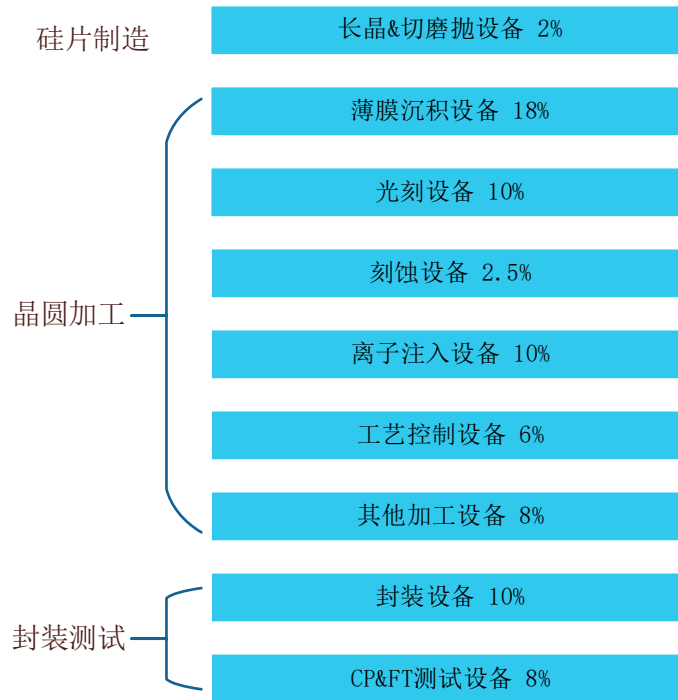 硅片制造
长晶&切磨抛设备 2%
薄膜沉积设备 18%
光刻设备 10%
刻蚀设备 2.5%
晶圆加工
离子注入设备 10%
工艺控制设备 6%
其他加工设备 8%
封装设备 10%
封装测试
CP&FT测试设备 8%